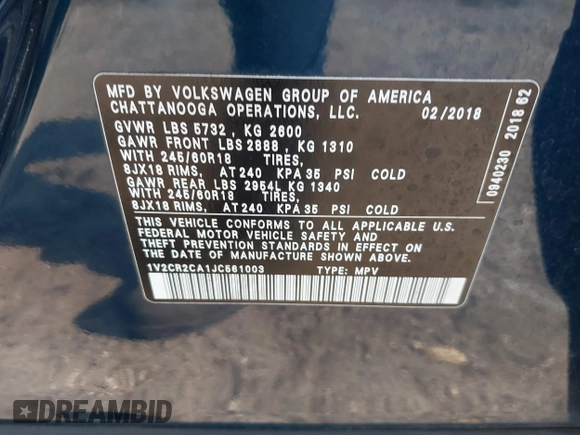 MFD BY VOLKSWAGEN GROUP OF AMERICA
CHATTANOOGA OPERATIONS, LLC. 02/2018
GVWR LBS 5732 , KG 2600
GAWR FRONT LBS 2888 , KG 1310
WITH 245/60R18 TIRES,
8JX18 RIMS, AT 240 KPA 35 PSI COLD
GAWR REAR LBS 2954L KG 1340
WITH 245/60R18 TIRES,
8JX18 RIMS, AT 240 KPA 35 PSI COLD
THIS VEHICLE CONFORMS TO ALL APPLICABLE U.S.
FEDERAL MOTOR VEHICLE SAFETY AND
THEFT PREVENTION STANDARDS IN EFFECT ON
THE DATE OF MANUFACTURE SHOWN ABOVE.
1V2CR2CA1JC561003 TYPE: MPV
0940230 2018 62
DREAMBID